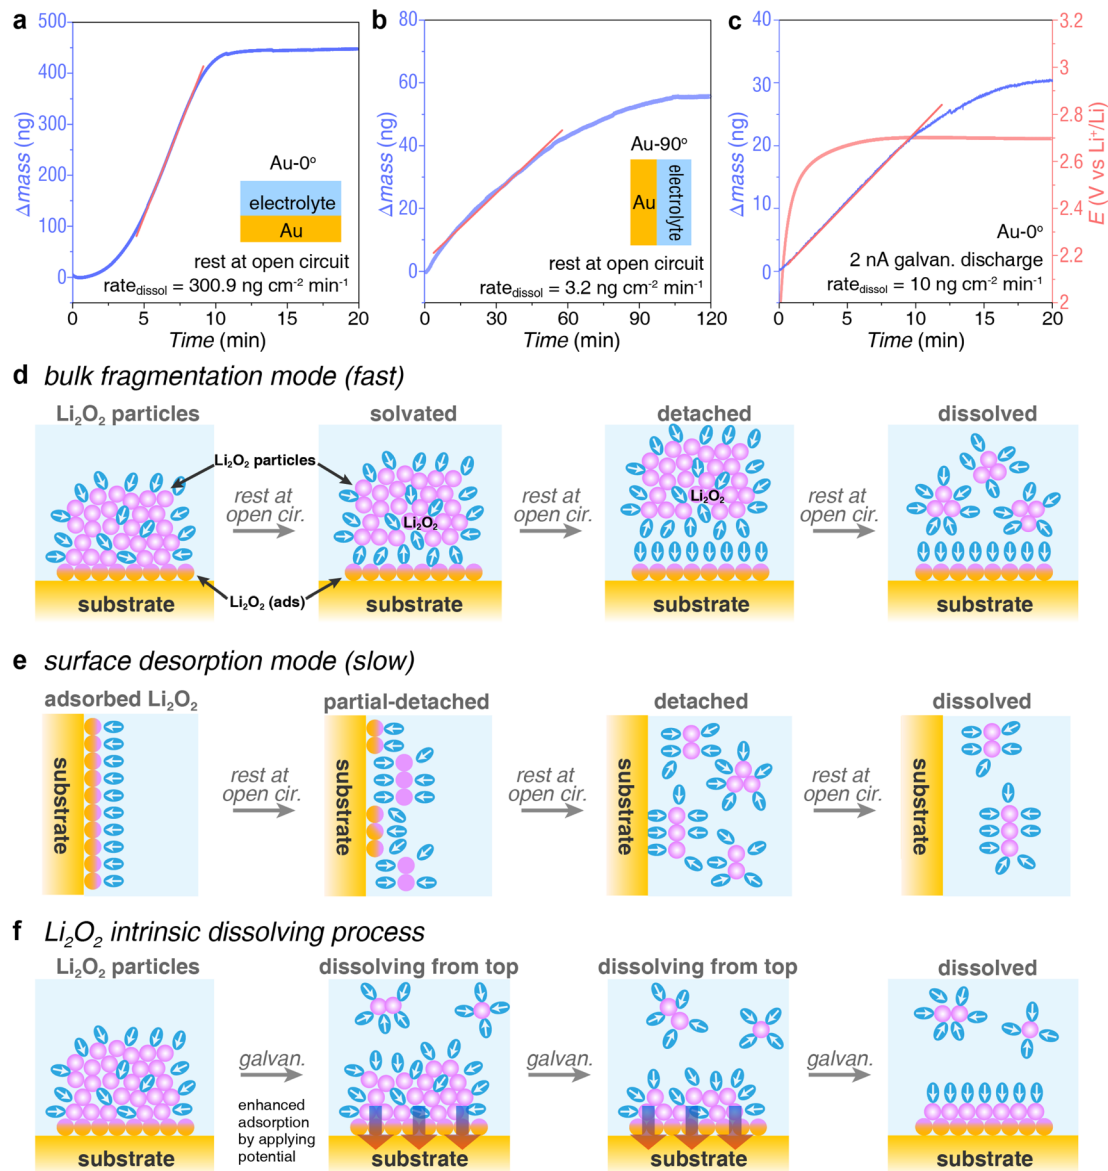 a
500
400
300
200
100
0
Δmass (ng)
0 5 10 15 20
Time (min)
Au-0°
electrolyte
Au
rest at open circuit
rate_dissol = 300.9 ng cm⁻² min⁻¹
b
80
60
40
20
0
Δmass (ng)
0 30 60 90 120
Time (min)
Au-90°
Au
electrolyte
rest at open circuit
rate_dissol = 3.2 ng cm⁻² min⁻¹
c
40
30
20
10
0
Δmass (ng)
0 5 10 15 20
Time (min)
3.2
3
2.8
2.6
2.4
2.2
2
E (V vs Li⁺/Li)
Au-0°
2 nA galvan. discharge
rate_dissol = 10 ng cm⁻² min⁻¹
d bulk fragmentation mode (fast)
Li₂O₂ particles
solvated
detached
dissolved
Li₂O₂ particles
rest at
open cir.
rest at
open cir.
rest at
open cir.
Li₂O₂
Li₂O₂
Li₂O₂ (ads)
substrate
substrate
substrate
substrate
e surface desorption mode (slow)
adsorbed Li₂O₂
partial-detached
detached
dissolved
substrate
rest at
open cir.
substrate
rest at
open cir.
substrate
rest at
open cir.
substrate
f Li₂O₂ intrinsic dissolving process
Li₂O₂ particles
dissolving from top
dissolving from top
dissolved
galvan.
galvan.
galvan.
enhanced
adsorption
by applying
potential
substrate
substrate
substrate
substrate